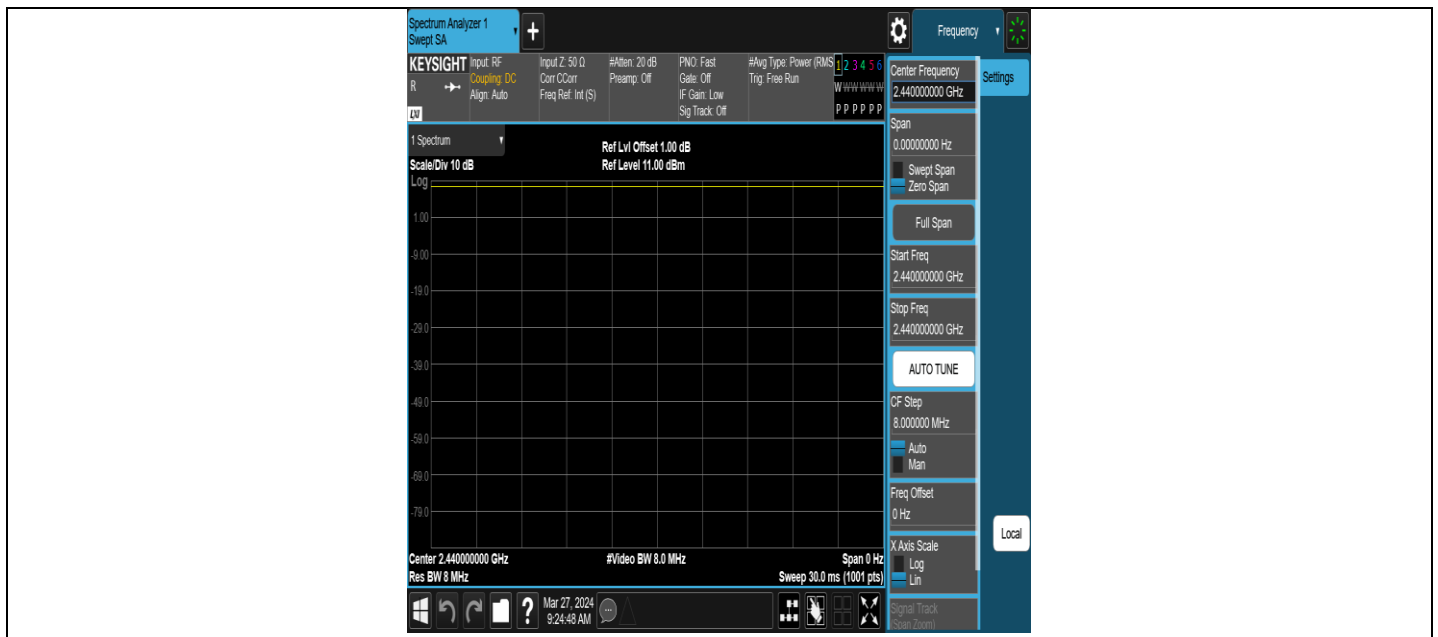 Spectrum Analyzer 1
Swept SA
+
Frequency
KEYSIGHT
R
LXI
Input: RF
Coupling: DC
Align: Auto
Input Z: 50 Ω
Corr CCorr
Freq Ref: Int (S)
#Atten: 20 dB
Preamp: Off
PNO: Fast
Gate: Off
IF Gain: Low
Sig Track: Off
#Avg Type: Power (RMS
Trig: Free Run
1 2 3 4 5 6
W W W W W W
P P P P P P
Center Frequency
2.440000000 GHz
Settings
Span
0.00000000 Hz
Swept Span
Zero Span
Full Span
Start Freq
2.440000000 GHz
Stop Freq
2.440000000 GHz
AUTO TUNE
CF Step
8.000000 MHz
Auto
Man
Freq Offset
0 Hz
X Axis Scale
Log
Lin
Signal Track
(Span Zoom)
Local
1 Spectrum
Scale/Div 10 dB
Ref Lvl Offset 1.00 dB
Ref Level 11.00 dBm
Log
1.00
-9.00
-19.0
-29.0
-39.0
-49.0
-59.0
-69.0
-79.0
Center 2.440000000 GHz
#Video BW 8.0 MHz
Span 0 Hz
Res BW 8 MHz
Sweep 30.0 ms (1001 pts)
?
Mar 27, 2024
9:24:48 AM